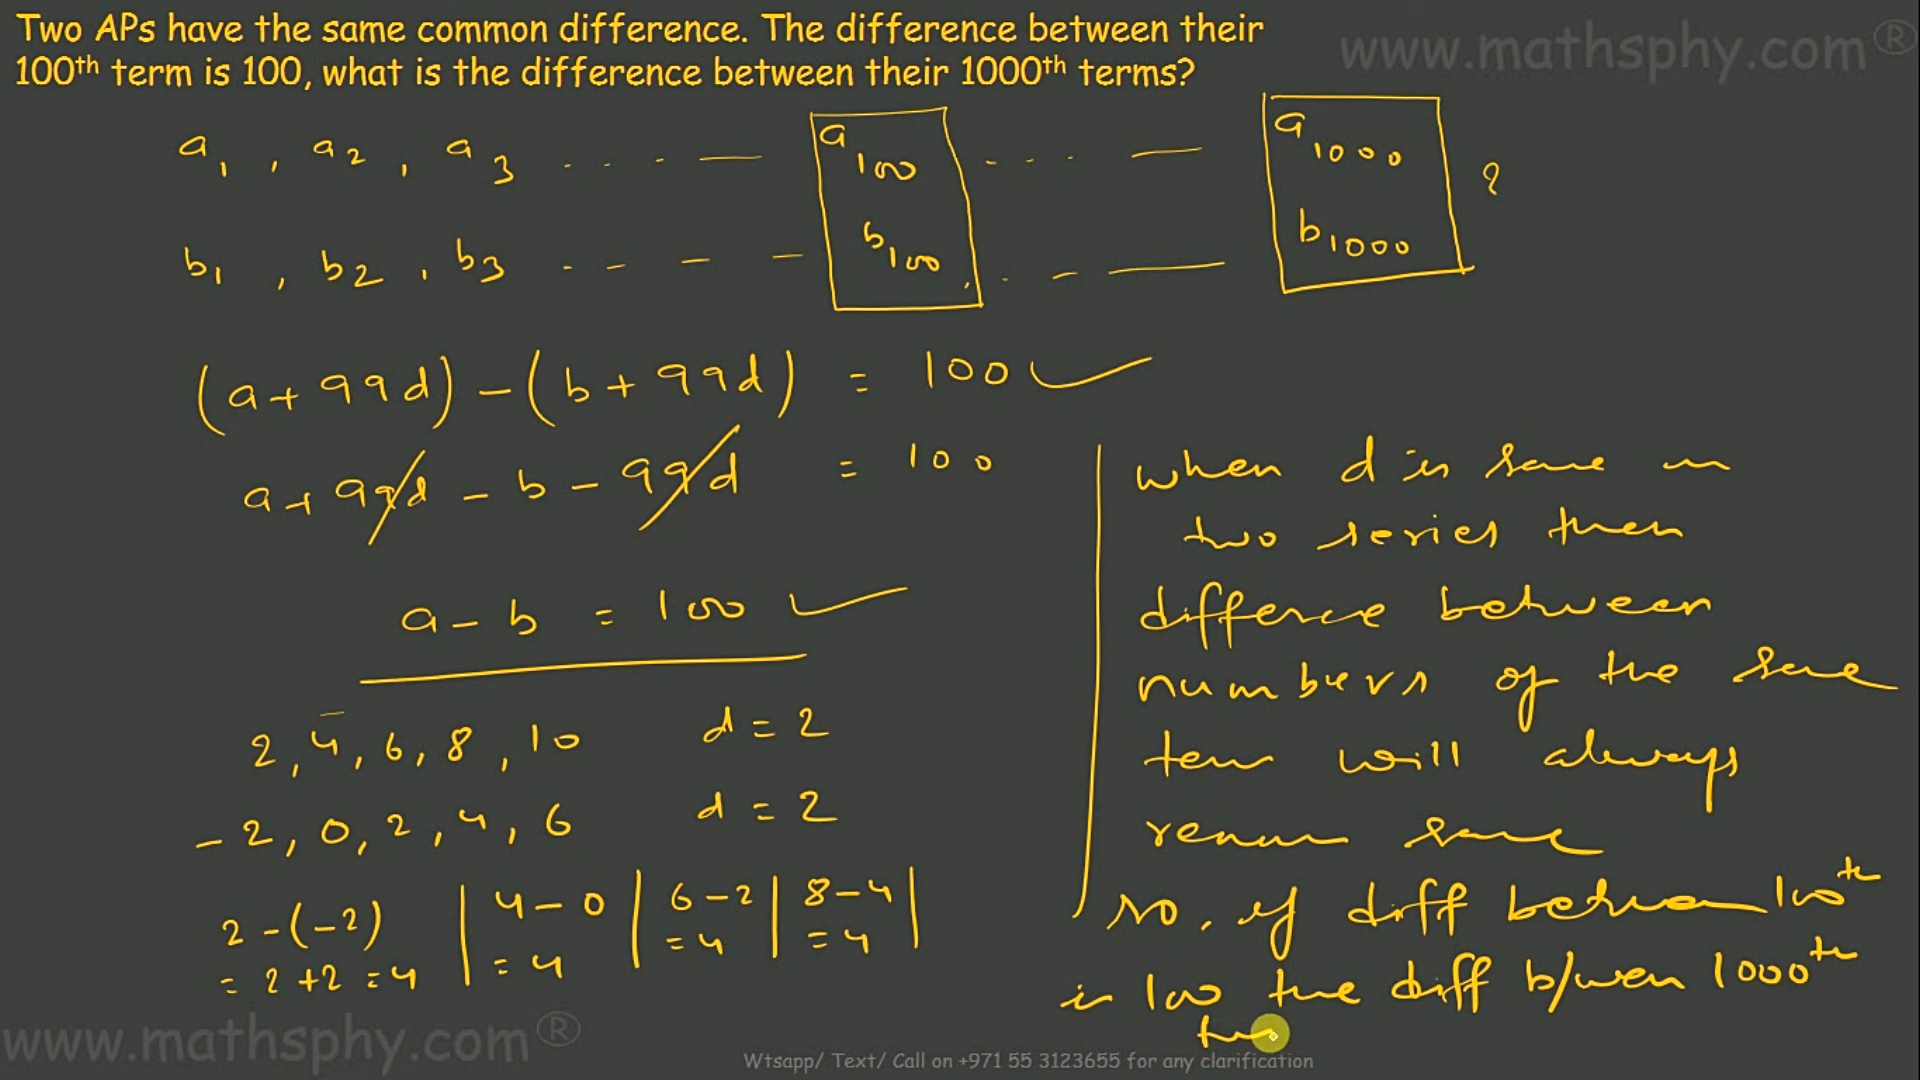 Two APs have the same common difference. The difference between their
www.mathsphy.com®
100th term is 100, what is the difference between their 1000th terms?
a1 , a2 , a3 .... — a100 .... — a1000 ?
b1 , b2 , b3 . - - - b100 . . - — b1000
(a+99d) - (b+99d) = 100
a+99d - b - 99d = 100
a - b = 100
2, 4, 6, 8, 10 d = 2
-2, 0, 2, 4, 6 d = 2
2-(-2) | 4-0 | 6-2 | 8-4 |
= 2+2 = 4 | = 4 | = 4 | = 4 |
when d is same in
two series then
difference between
numbers of the same
term will always
remain same
so, if diff between 100th
is 100 the diff b/wen 1000th
www.mathsphy.com®
Wtsapp/ Text/ Call on +971 55 3123655 for any clarification